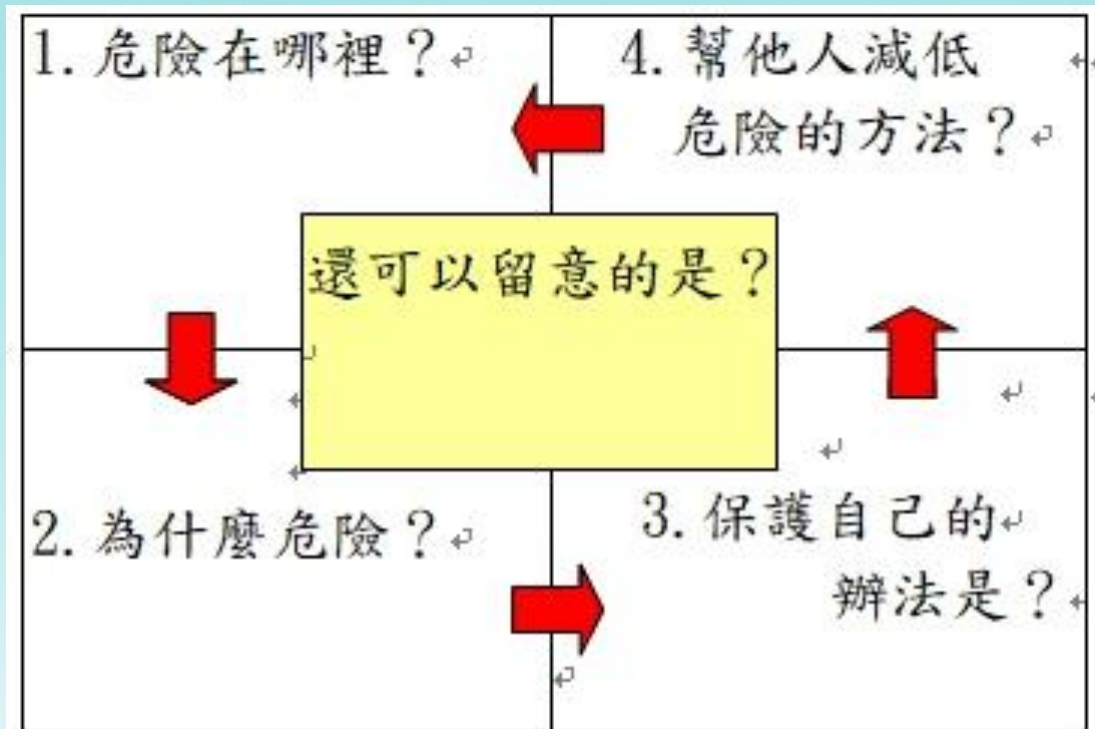 1. 危險在哪裡？
4. 幫他人減低
危險的方法？
還可以留意的是？
2. 為什麼危險？
3. 保護自己的
辦法是？